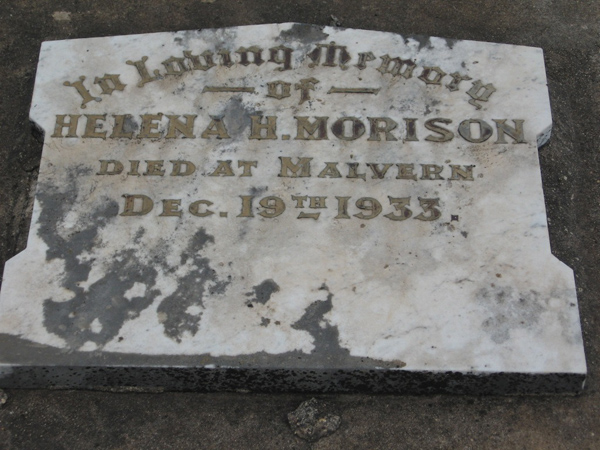 In Loving Memory
— of —
HELENA H. MORISON
DIED AT MALVERN
DEC. 19TH 1933.